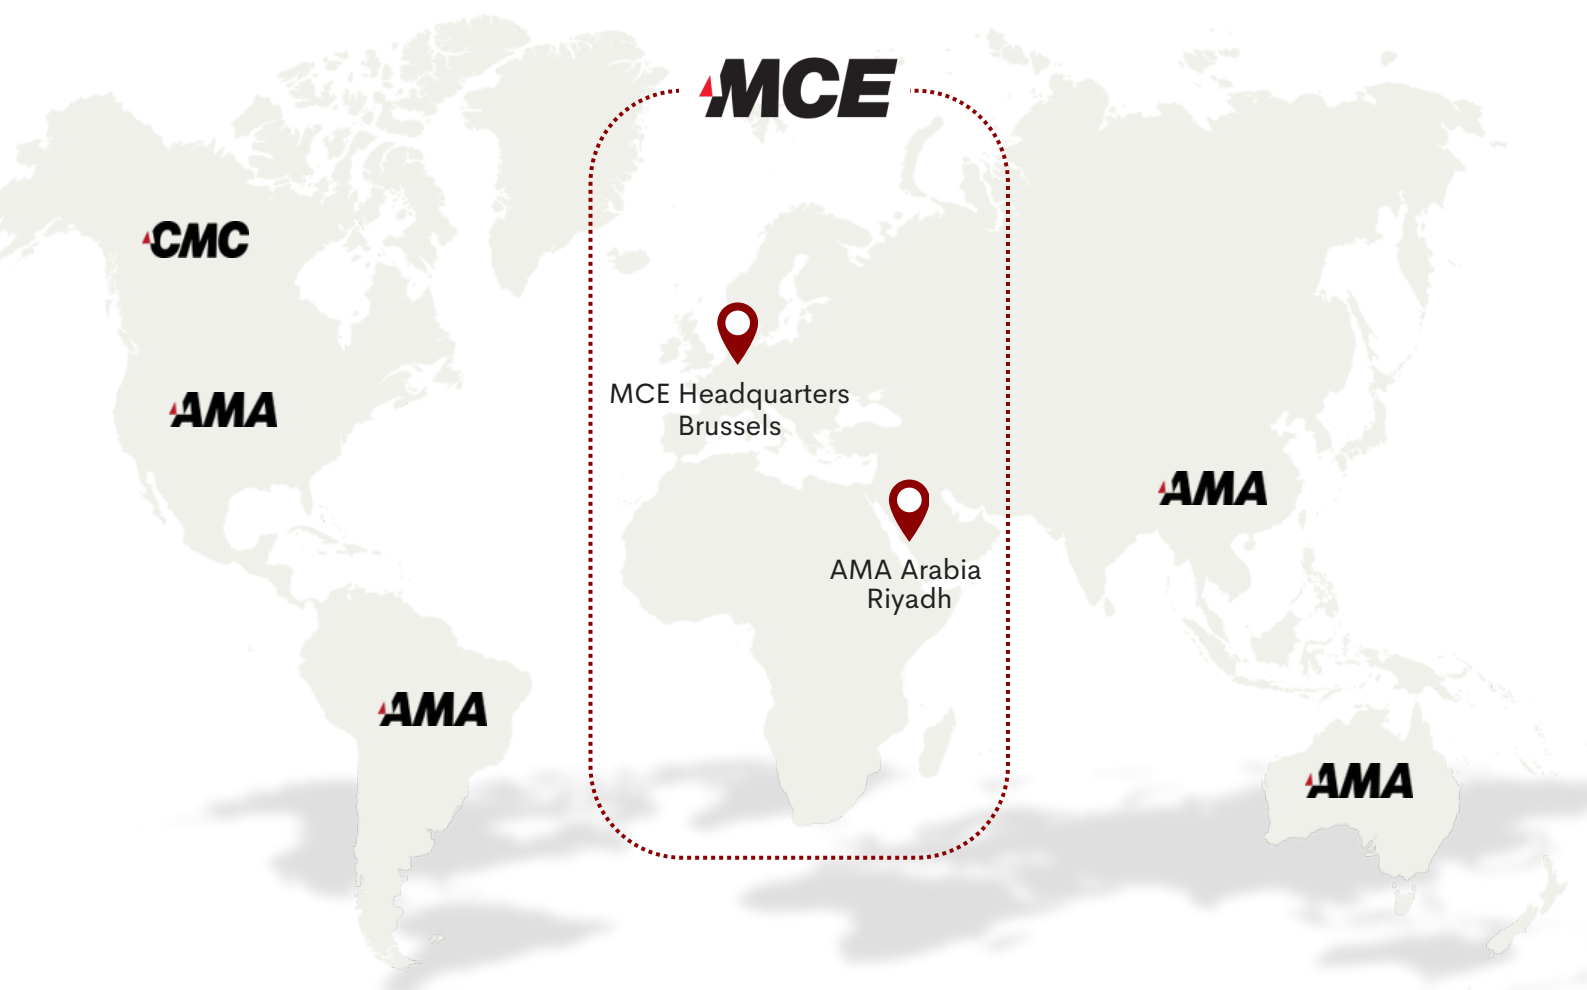 MCE
CMC
MCE Headquarters
Brussels
AMA
AMA
AMA Arabia
Riyadh
AMA
AMA